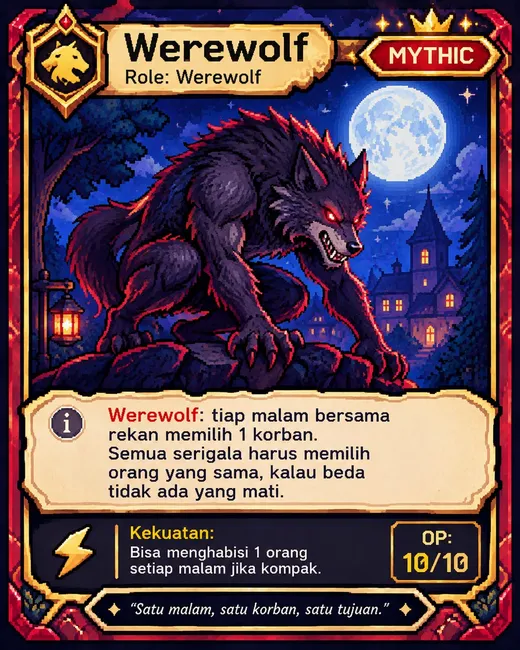 Werewolf
Role: Werewolf
MYTHIC
Werewolf: tiap malam bersama
rekan memilih 1 korban.
Semua serigala harus memilih
orang yang sama, kalau beda
tidak ada yang mati.
Kekuatan:
Bisa menghabisi 1 orang
setiap malam jika kompak.
OP:
10/10
"Satu malam, satu korban, satu tujuan."